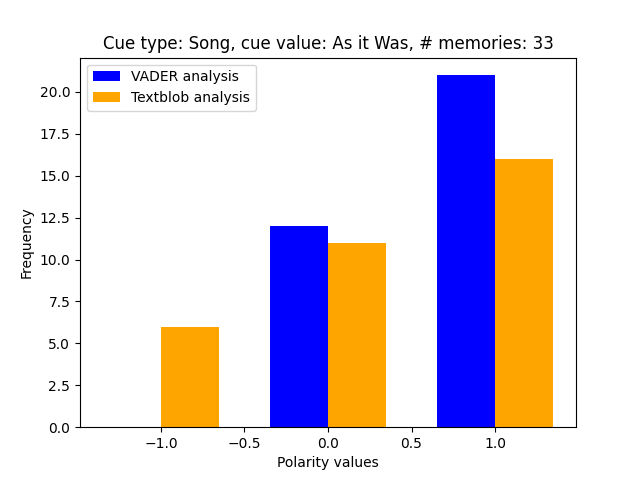 Cue type: Song, cue value: As it Was, # memories: 33
VADER analysis
Textblob analysis
20.0
17.5
15.0
12.5
10.0
7.5
5.0
2.5
0.0
Frequency
−1.0 −0.5 0.0 0.5 1.0
Polarity values